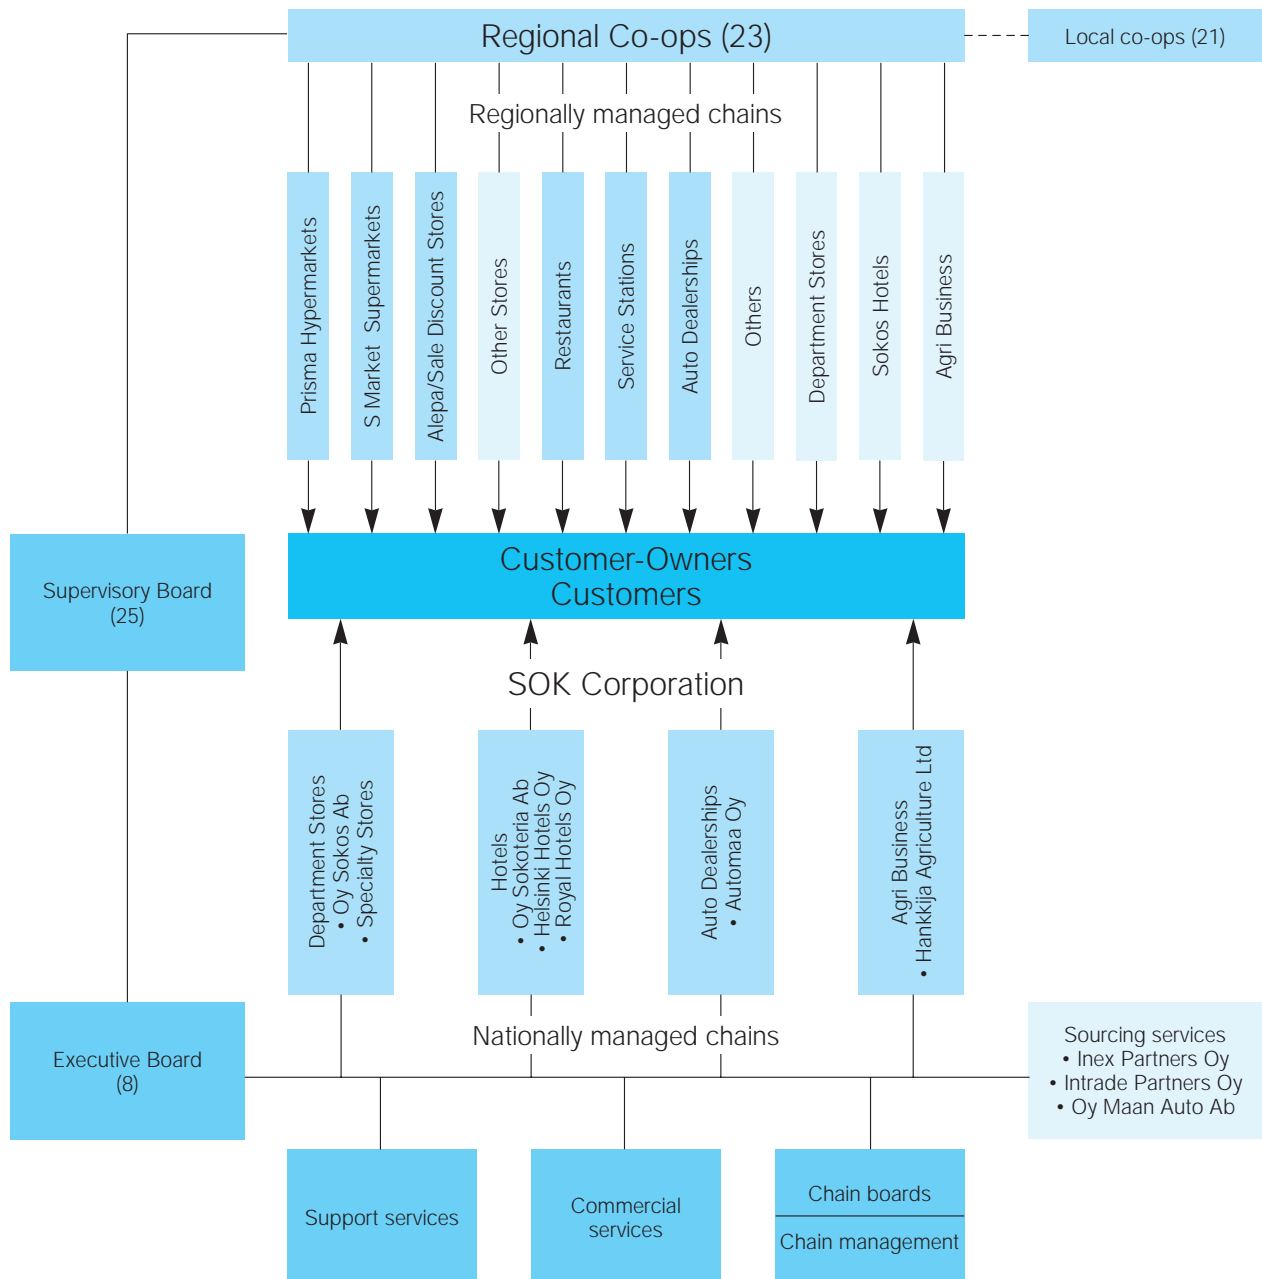 Regional Co-ops (23)
Local co-ops (21)
Regionally managed chains
Prisma Hypermarkets
S Market Supermarkets
Alepa/Sale Discount Stores
Other Stores
Restaurants
Service Stations
Auto Dealerships
Others
Department Stores
Sokos Hotels
Agri Business
Customer-Owners
Customers
Supervisory Board
(25)
SOK Corporation
Department Stores
• Oy Sokos Ab
• Specialty Stores
Hotels
• Oy Sokoteria Ab
• Helsinki Hotels Oy
• Royal Hotels Oy
Auto Dealerships
• Automaa Oy
Agri Business
• Hankkija Agriculture Ltd
Nationally managed chains
Executive Board
(8)
Sourcing services
• Inex Partners Oy
• Intrade Partners Oy
• Oy Maan Auto Ab
Support services
Commercial
services
Chain boards
Chain management